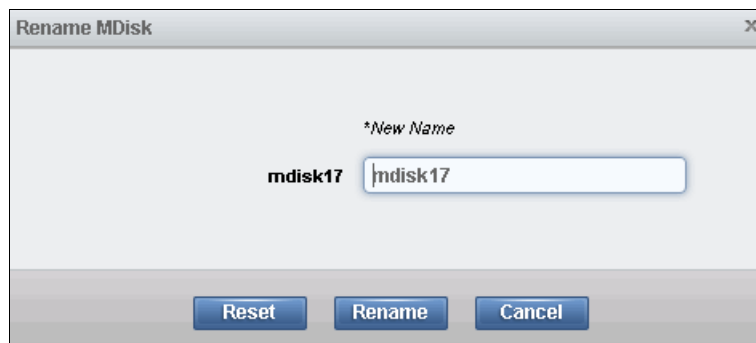 Rename MDisk x
*New Name
mdisk17 mdisk17
Reset Rename Cancel